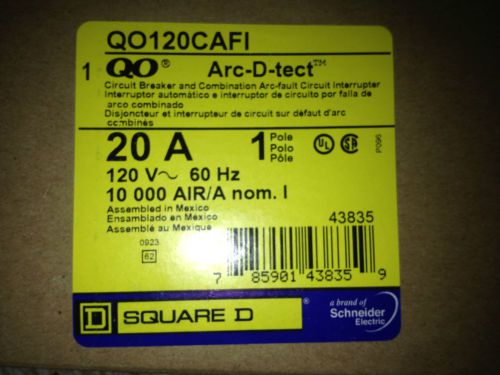 QO120CAFI
1 QO® Arc-D-tect™
Circuit Breaker and Combination Arc-fault Circuit Interrupter
Interruptor automático e interruptor de circuito por falla de
arco combinado
Disjoncteur et interrupteur de circuit sur défaut d'arc
combinés
20 A 1 Pole
Polo
Pôle
UL SA P096
120 V~ 60 Hz
10 000 AIR/A nom. I
Assembled in Mexico
Ensamblado en Mexico
Assemblé au Mexique
43835
0923
62
7 85901 43835 9
D SQUARE D
a brand of
Schneider
Electric